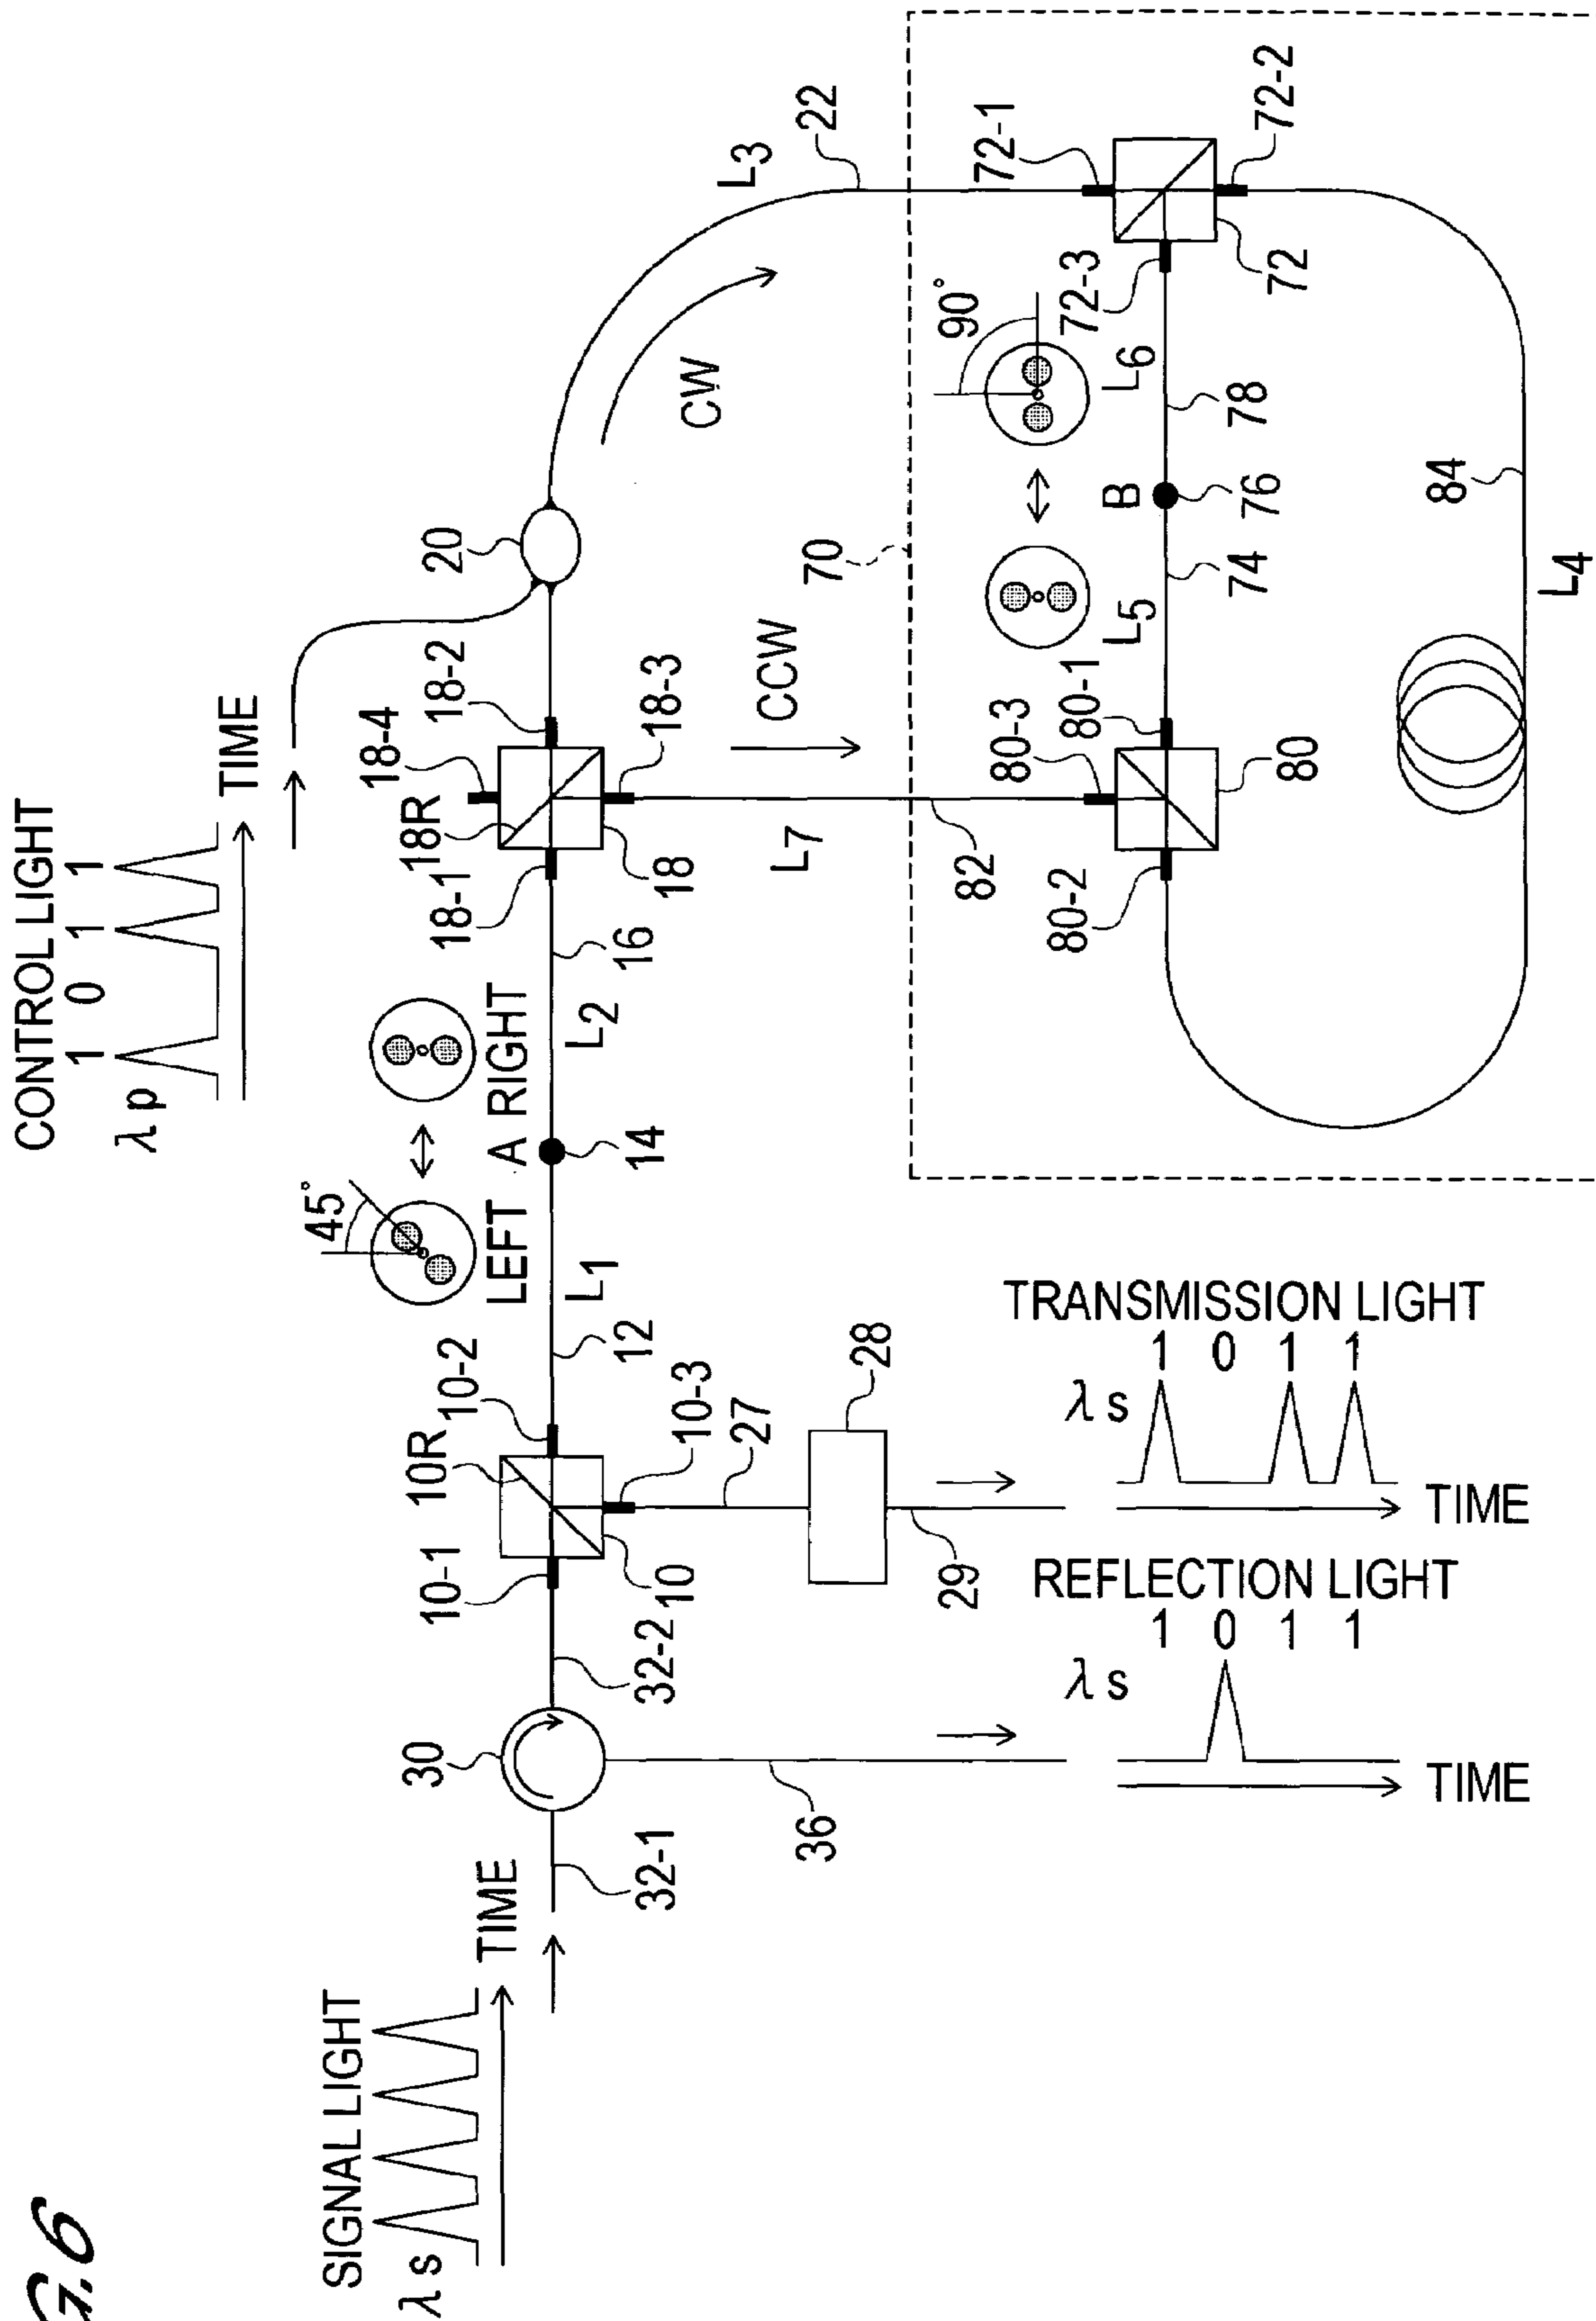 G.6
SIGNAL LIGHT
λs
TIME
CONTROL LIGHT
1 0 1 1
λp
TIME
32-1
30
32-2
36
10-1
10R
10-2
10-3
10
27
28
29
12
L1
45°
LEFT A RIGHT
14
L2
16
18-1
18R
18-4
18-2
18-3
18
20
CW
L3
22
CCW
L7
82
70
80-3
80-1
80-2
80
L5
74
B
76
90°
L6
78
72-3
72-1
72-2
72
84
L4
TRANSMISSION LIGHT
1 0 1 1
λs
TIME
REFLECTION LIGHT
1 0 1 1
λs
TIME